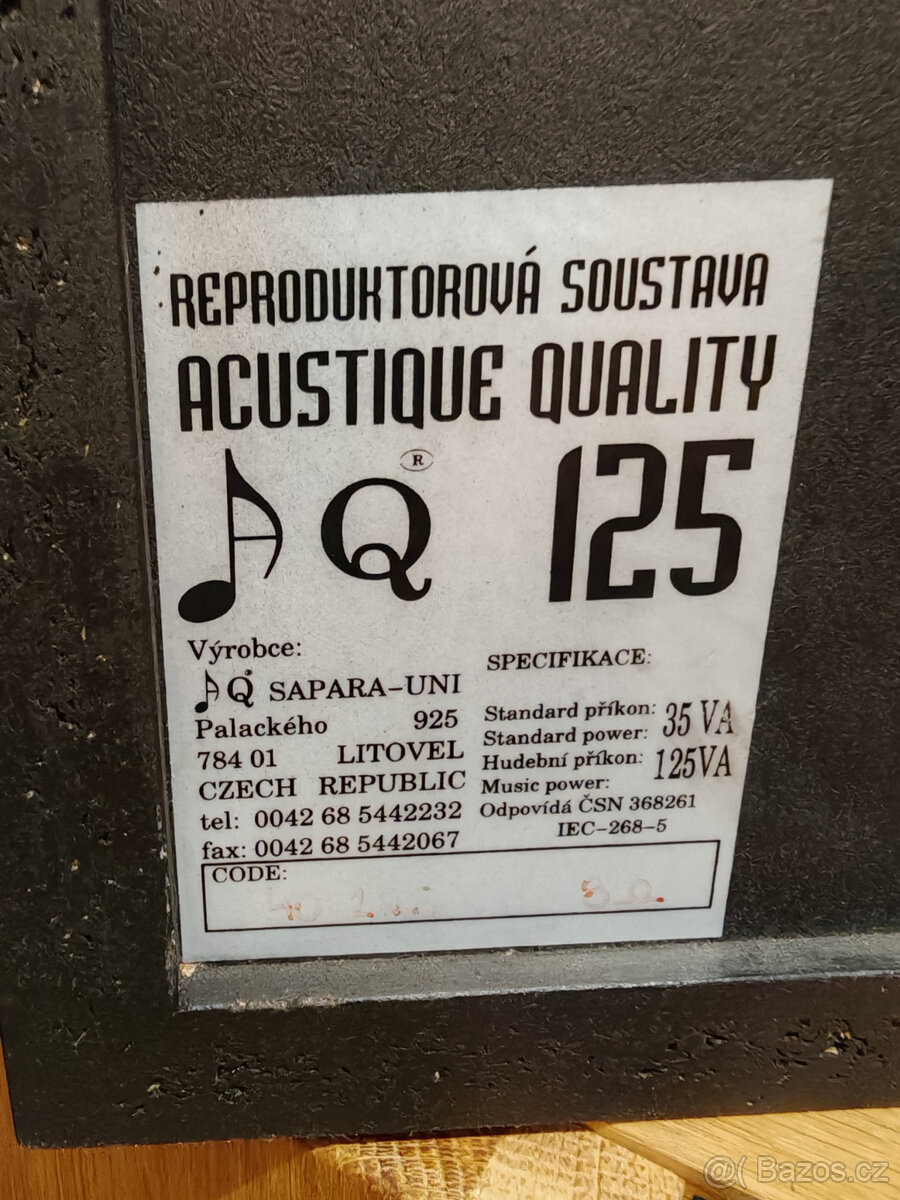 REPRODUKTOROVÁ SOUSTAVA
ACUSTIQUE QUALITY
AQ ® 125
Výrobce:
AQ SAPARA-UNI
Palackého 925
784 01 LITOVEL
CZECH REPUBLIC
tel: 0042 68 5442232
fax: 0042 68 5442067
SPECIFIKACE:
Standard příkon: 35 VA
Standard power:
Hudební příkon: 125VA
Music power:
Odpovídá ČSN 368261
IEC-268-5
CODE:
@( Bazos.cz